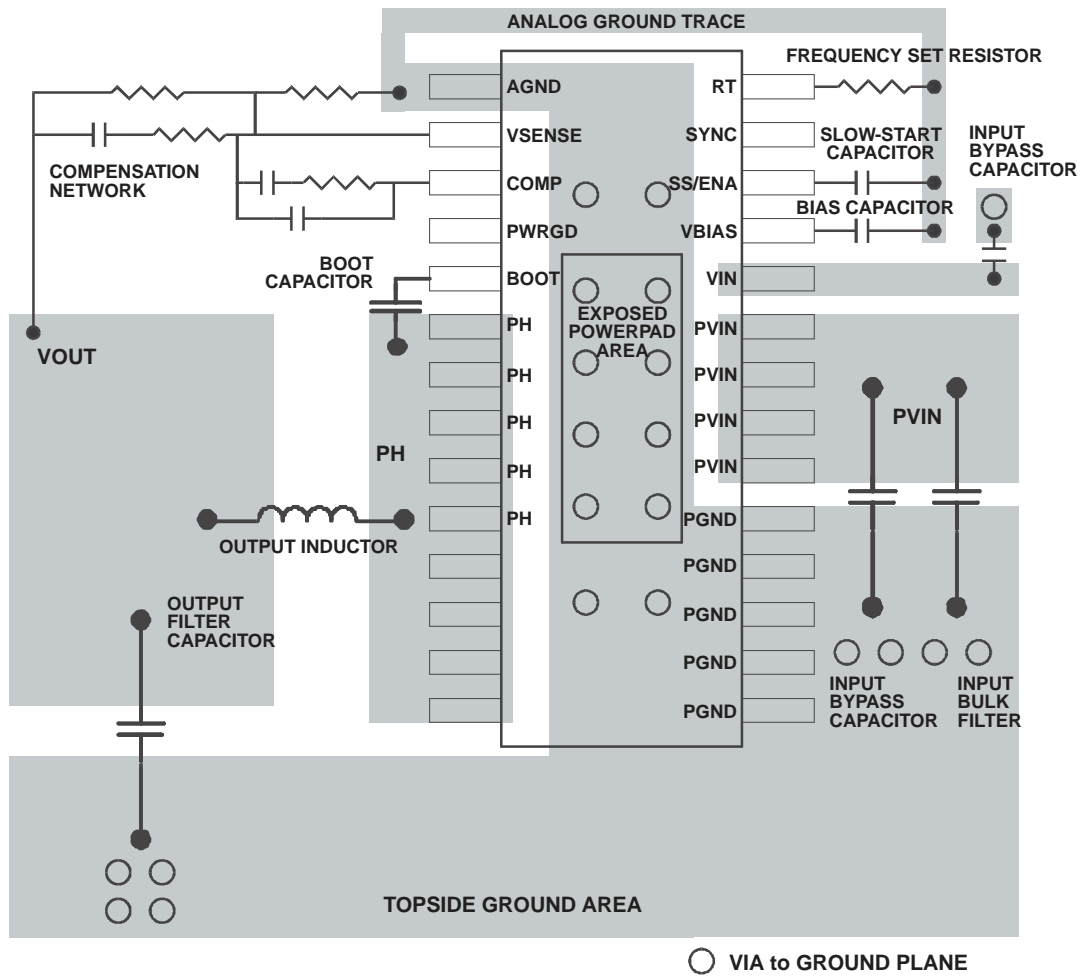 ANALOG GROUND TRACE
FREQUENCY SET RESISTOR
AGND
RT
VSENSE
SYNC
SLOW-START
CAPACITOR
INPUT
BYPASS
CAPACITOR
COMPENSATION
NETWORK
COMP
SS/ENA
BIAS CAPACITOR
PWRGD
VBIAS
BOOT
CAPACITOR
BOOT
VIN
EXPOSED
POWERPAD
AREA
PH
PVIN
VOUT
PH
PVIN
PH
PVIN
PVIN
PH
PH
PVIN
PH
PGND
OUTPUT INDUCTOR
PGND
OUTPUT
FILTER
CAPACITOR
PGND
PGND
INPUT
BYPASS
CAPACITOR
INPUT
BULK
FILTER
PGND
TOPSIDE GROUND AREA
VIA to GROUND PLANE